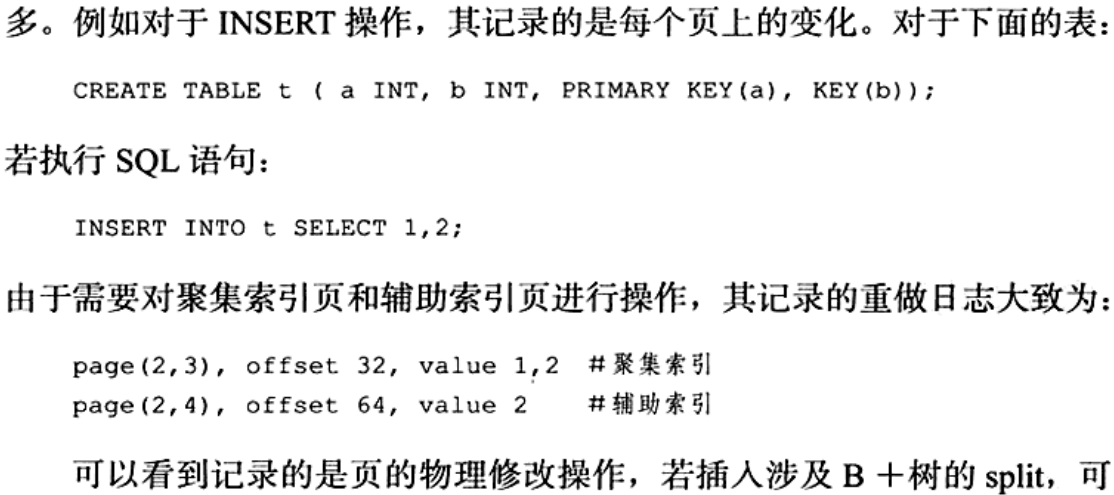 多。例如对于 INSERT 操作，其记录的是每个页上的变化。对于下面的表：
CREATE TABLE t ( a INT, b INT, PRIMARY KEY(a), KEY(b));
若执行 SQL 语句：
INSERT INTO t SELECT 1,2;
由于需要对聚集索引页和辅助索引页进行操作，其记录的重做日志大致为：
page(2,3), offset 32, value 1,2 #聚集索引
page(2,4), offset 64, value 2 #辅助索引
可以看到记录的是页的物理修改操作，若插入涉及 B ＋树的 split，可